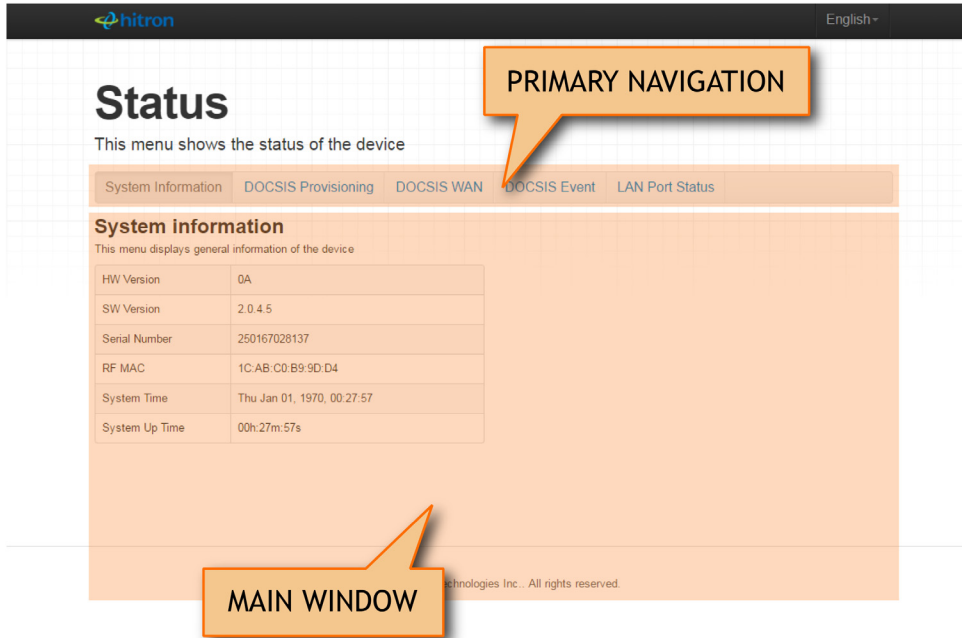 hitron
English
PRIMARY NAVIGATION
Status
This menu shows the status of the device
System Information DOCSIS Provisioning DOCSIS WAN DOCSIS Event LAN Port Status
System information
This menu displays general information of the device
HW Version 0A
SW Version 2.0.4.5
Serial Number 250167028137
RF MAC 1C:AB:C0:B9:9D:D4
System Time Thu Jan 01, 1970, 00:27:57
System Up Time 00h:27m:57s
echnologies Inc.. All rights reserved.
MAIN WINDOW